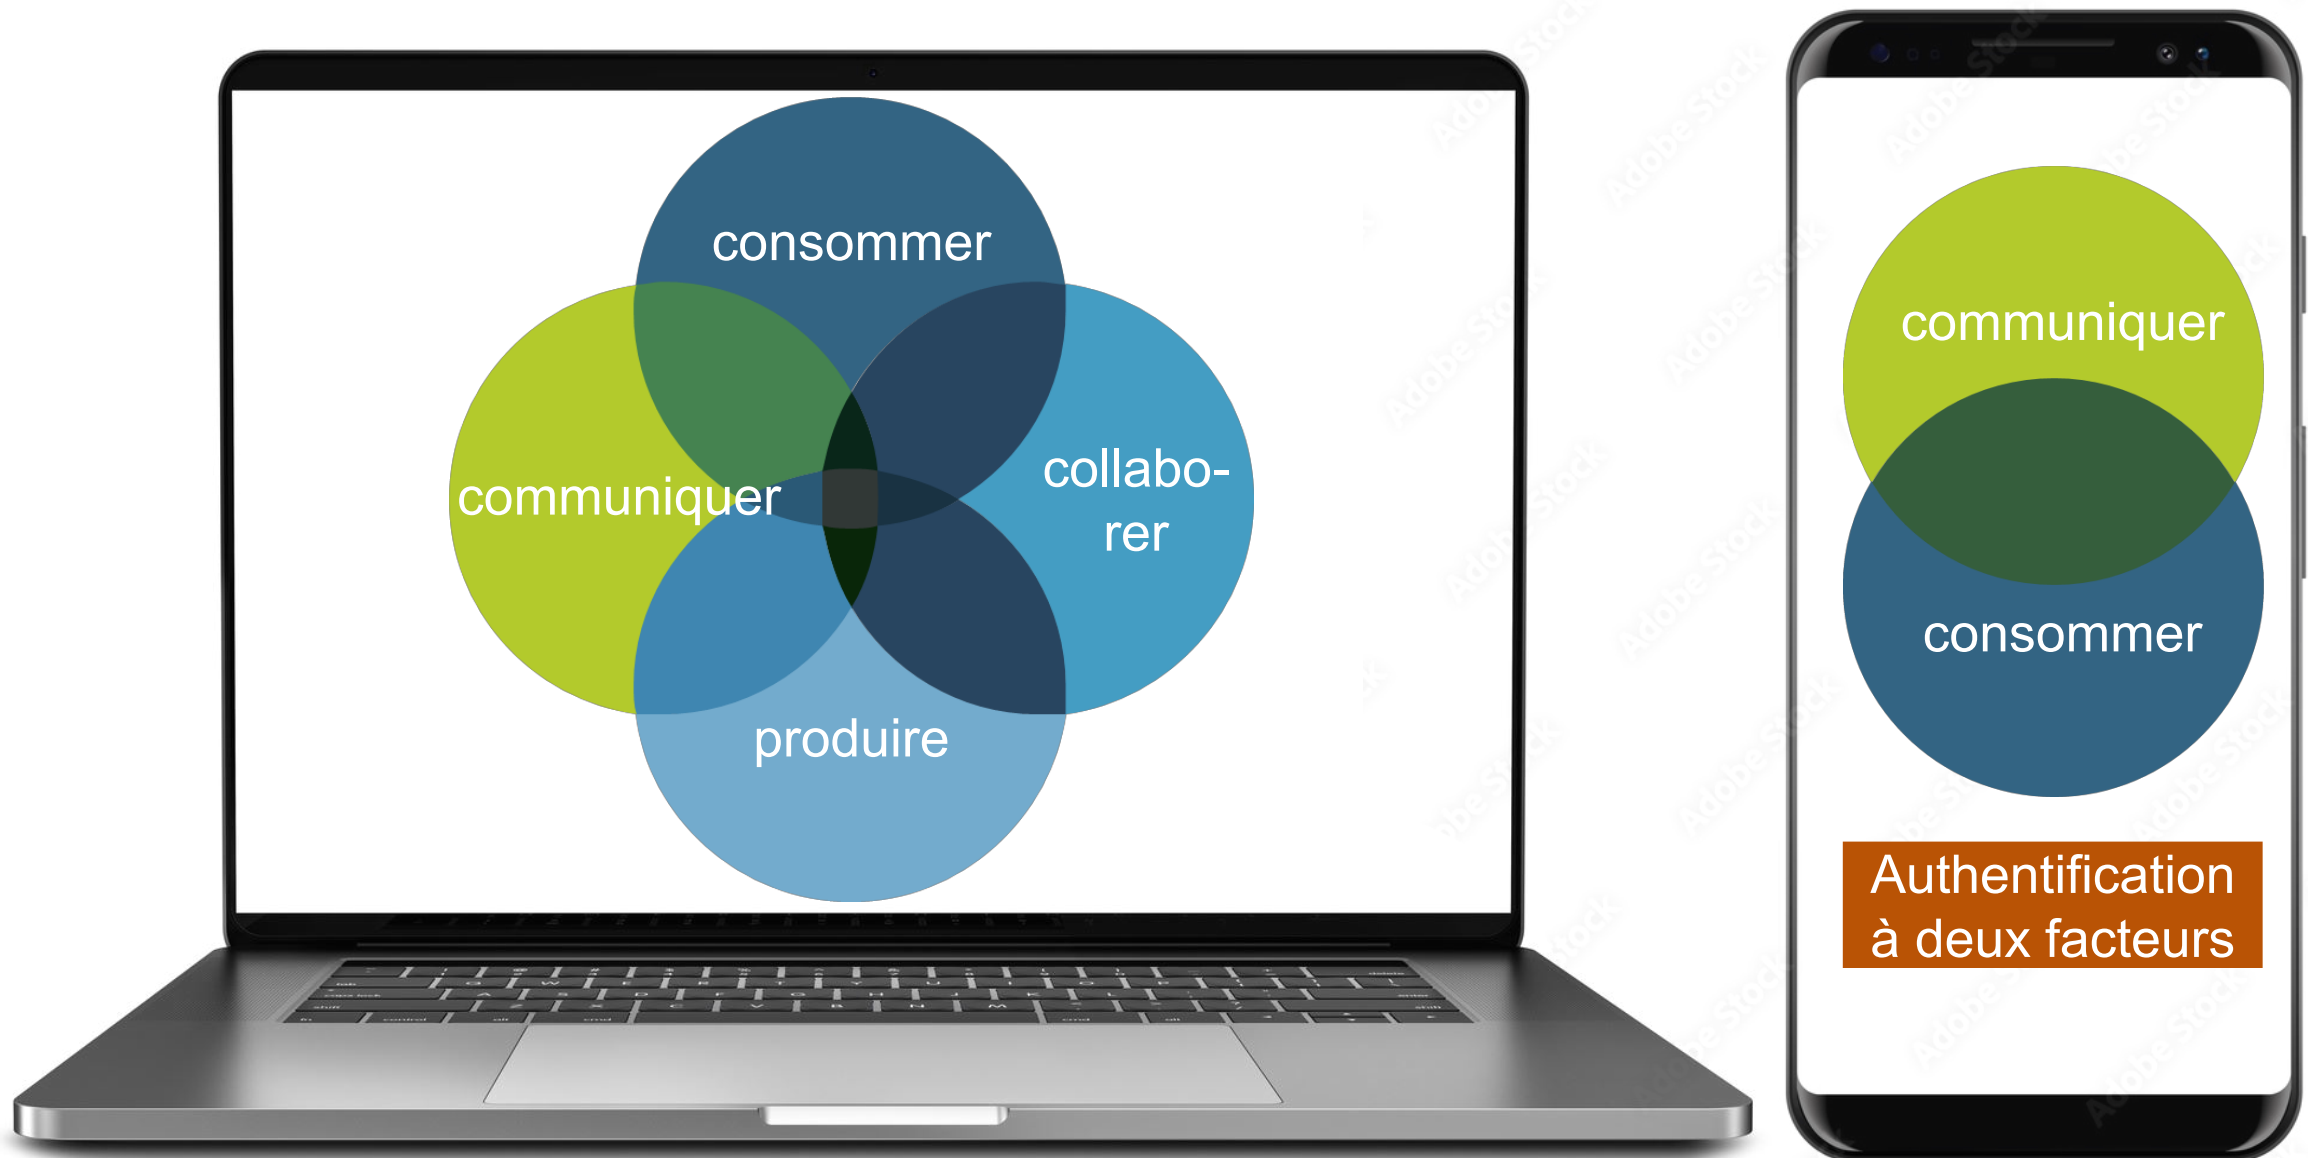 consommer
communiquer
collabo-
rer
produire
communiquer
consommer
Authentification
à deux facteurs